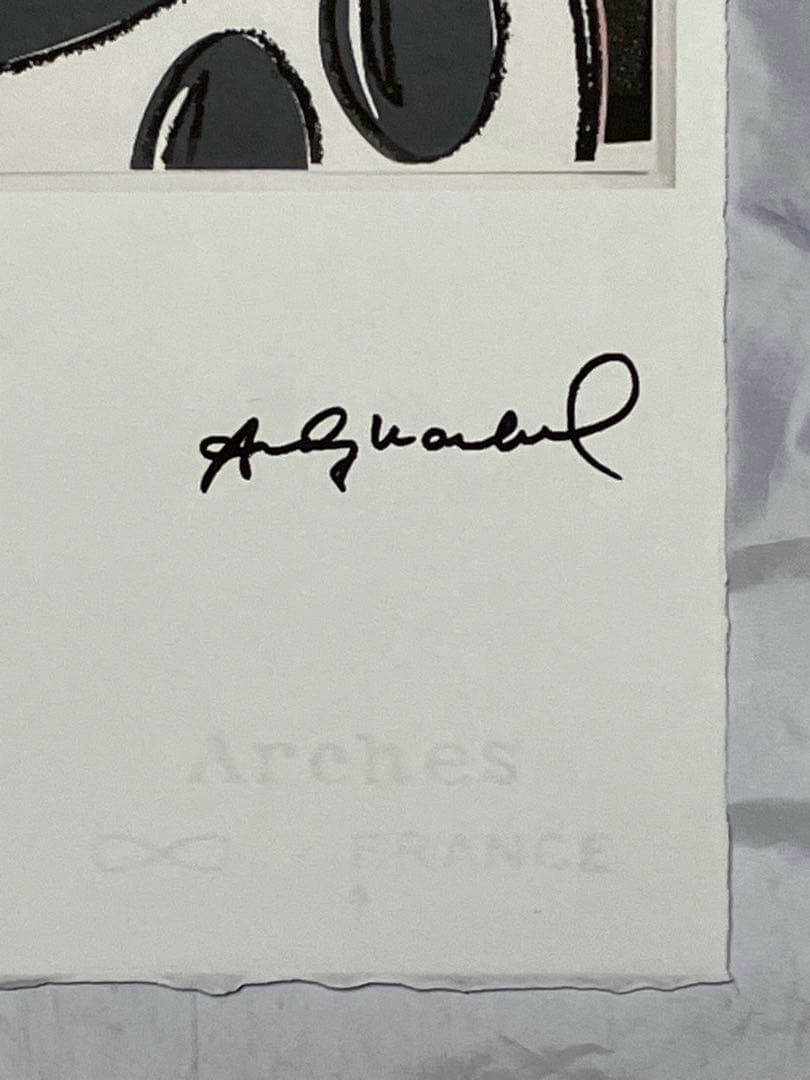 Andy Warhol
Arches
∞ FRANCE